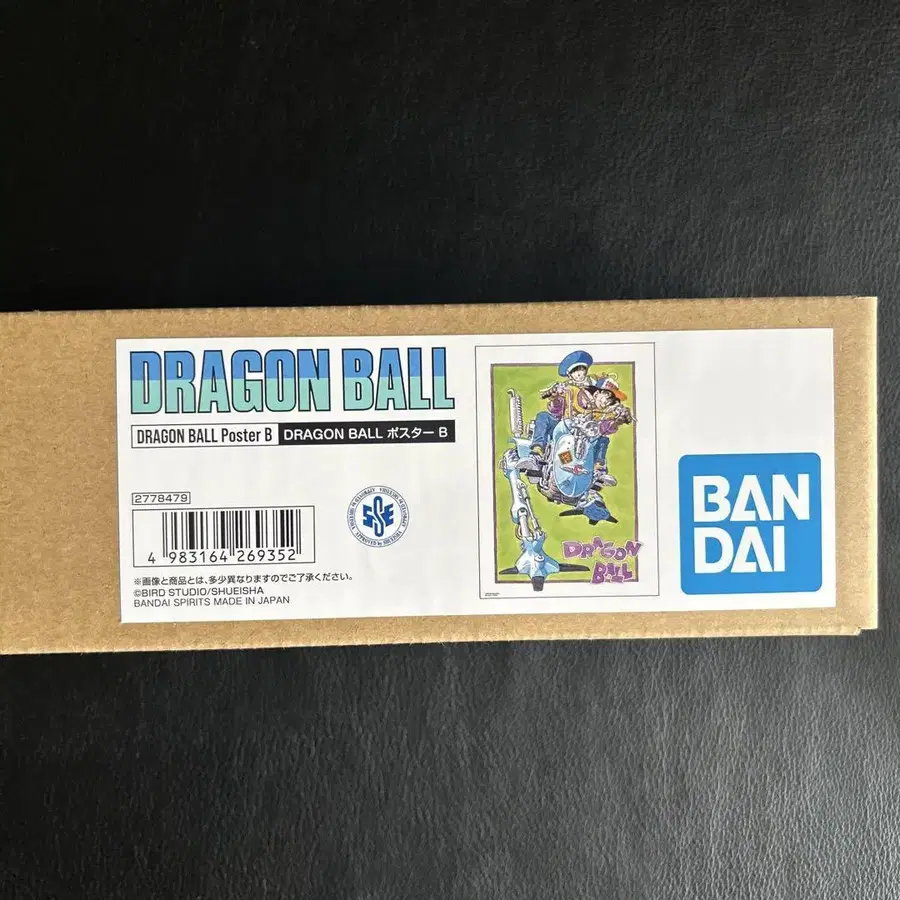 DRAGON BALL
DRAGON BALL Poster B
DRAGON BALL ポスター B
2778479
4 983164 269352
ESE
※画像と商品とは、多少異なりますのでご了承ください。
©BIRD STUDIO/SHUEISHA
BANDAI SPIRITS MADE IN JAPAN
DRAGON
BALL
BAN
DAI